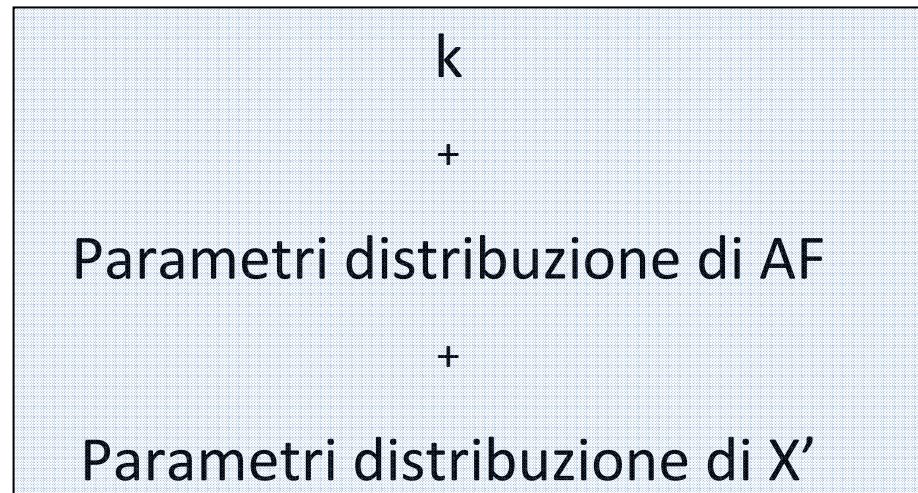 k
+
Parametri distribuzione di AF
+
Parametri distribuzione di X’